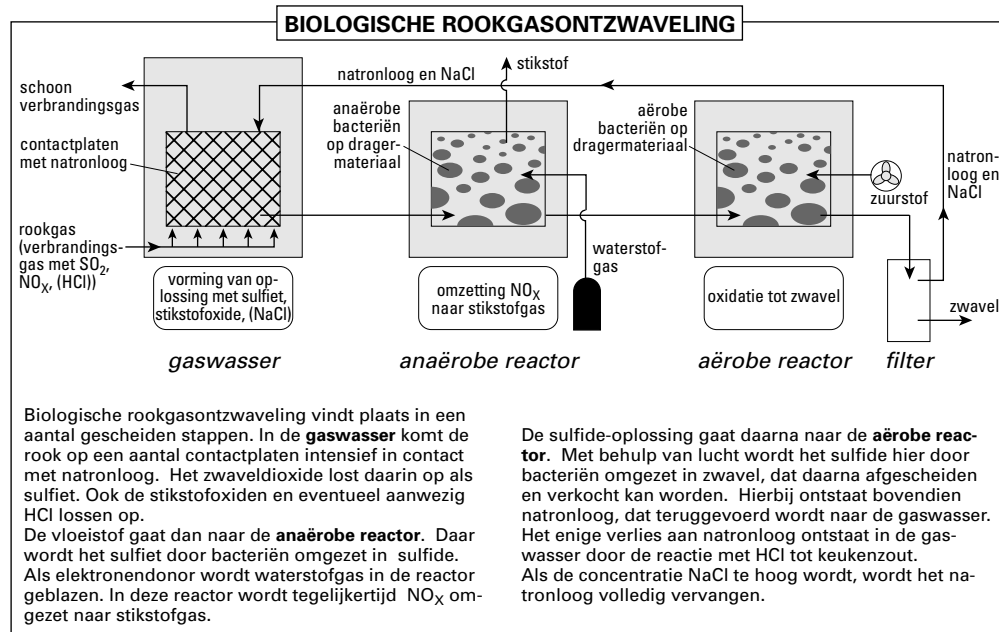 BIOLOGISCHE ROOKGASONTZWAVELING
schoon
verbrandingsgas
contactplaten
met natronloog
rookgas
(verbrandings-
gas met SO₂,
NOX, (HCl))
natronloog en NaCl
stikstof
anaërobe
bacteriën
op drager-
materiaal
aërobe
bacteriën op
dragermateriaal
zuurstof
natron-
loog en
NaCl
waterstof-
gas
zwavel
vorming van op-
lossing met sulfiet,
stikstofoxide, (NaCl)
omzetting NOX
naar stikstofgas
oxidatie tot zwavel
gaswasser
anaërobe reactor
aërobe reactor
filter
Biologische rookgasontzwaveling vindt plaats in een
aantal gescheiden stappen. In de gaswasser komt de
rook op een aantal contactplaten intensief in contact
met natronloog. Het zwaveldioxide lost daarin op als
sulfiet. Ook de stikstofoxiden en eventueel aanwezig
HCl lossen op.
De vloeistof gaat dan naar de anaërobe reactor. Daar
wordt het sulfiet door bacteriën omgezet in sulfide.
Als elektronendonor wordt waterstofgas in de reactor
geblazen. In deze reactor wordt tegelijkertijd NOX om-
gezet naar stikstofgas.
De sulfide-oplossing gaat daarna naar de aërobe reac-
tor. Met behulp van lucht wordt het sulfide hier door
bacteriën omgezet in zwavel, dat daarna afgescheiden
en verkocht kan worden. Hierbij ontstaat bovendien
natronloog, dat teruggevoerd wordt naar de gaswasser.
Het enige verlies aan natronloog ontstaat in de gas-
wasser door de reactie met HCl tot keukenzout.
Als de concentratie NaCl te hoog wordt, wordt het na-
tronloog volledig vervangen.